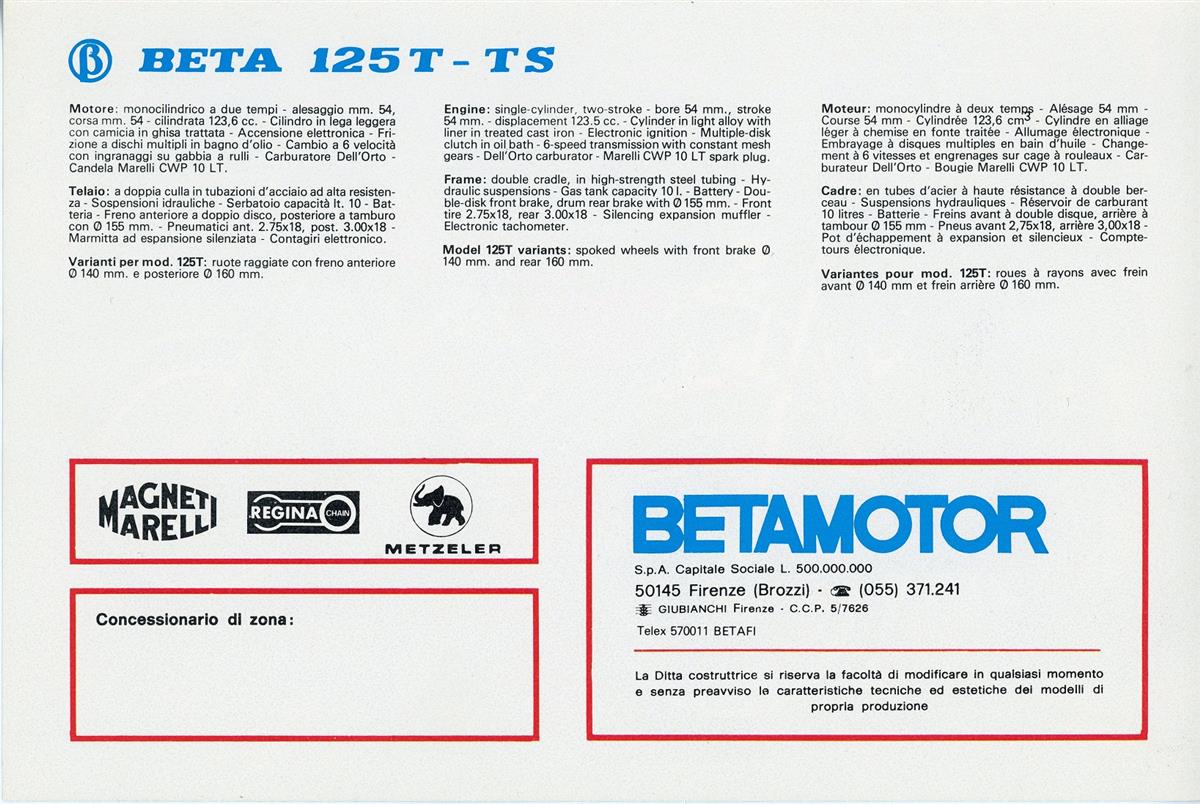 β BETA 125T - TS
Motore: monocilindrico a due tempi - alesaggio mm. 54,
corsa mm. 54 - cilindrata 123,6 cc. - Cilindro in lega leggera
con camicia in ghisa trattata - Accensione elettronica - Fri-
zione a dischi multipli in bagno d'olio - Cambio a 6 velocità
con ingranaggi su gabbia a rulli - Carburatore Dell'Orto -
Candela Marelli CWP 10 LT.
Telaio: a doppia culla in tubazioni d'acciaio ad alta resisten-
za - Sospensioni idrauliche - Serbatoio capacità lt. 10 - Bat-
teria - Freno anteriore a doppio disco, posteriore a tamburo
con Ø 155 mm. - Pneumatici ant. 2.75x18, post. 3.00x18 -
Marmitta ad espansione silenziata - Contagiri elettronico.
Varianti per mod. 125T: ruote raggiate con freno anteriore
Ø 140 mm. e posteriore Ø 160 mm.
Engine: single-cylinder, two-stroke - bore 54 mm., stroke
54 mm. - displacement 123.5 cc. - Cylinder in light alloy with
liner in treated cast iron - Electronic ignition - Multiple-disk
clutch in oil bath - 6-speed transmission with constant mesh
gears - Dell'Orto carburator - Marelli CWP 10 LT spark plug.
Frame: double cradle, in high-strength steel tubing - Hy-
draulic suspensions - Gas tank capacity 10 l. - Battery - Dou-
ble-disk front brake, drum rear brake with Ø 155 mm. - Front
tire 2.75x18, rear 3.00x18 - Silencing expansion muffler -
Electronic tachometer.
Model 125T variants: spoked wheels with front brake Ø
140 mm. and rear 160 mm.
Moteur: monocylindre à deux temps - Alésage 54 mm -
Course 54 mm - Cylindrée 123,6 cm³ - Cylindre en alliage
léger à chemise en fonte traitée - Allumage électronique -
Embrayage à disques multiples en bain d'huile - Change-
ment à 6 vitesses et engrenages sur cage à rouleaux - Car-
burateur Dell'Orto - Bougie Marelli CWP 10 LT.
Cadre: en tubes d'acier à haute résistance à double ber-
ceau - Suspensions hydrauliques - Réservoir de carburant
10 litres - Batterie - Freins avant à double disque, arrière à
tambour Ø 155 mm - Pneus avant 2,75x18, arrière 3,00x18 -
Pot d'échappement à expansion et silencieux - Compte-
tours électronique.
Variantes pour mod. 125T: roues à rayons avec frein
avant Ø 140 mm et frein arrière Ø 160 mm.
MAGNETI
MARELLI
REGINA CHAIN
METZELER
Concessionario di zona:
BETAMOTOR
S.p.A. Capitale Sociale L. 500.000.000
50145 Firenze (Brozzi) - ☎ (055) 371.241
GIUBIANCHI Firenze - C.C.P. 5/7626
Telex 570011 BETAFI
La Ditta costruttrice si riserva la facoltà di modificare in qualsiasi momento
e senza preavviso le caratteristiche tecniche ed estetiche dei modelli di
propria produzione